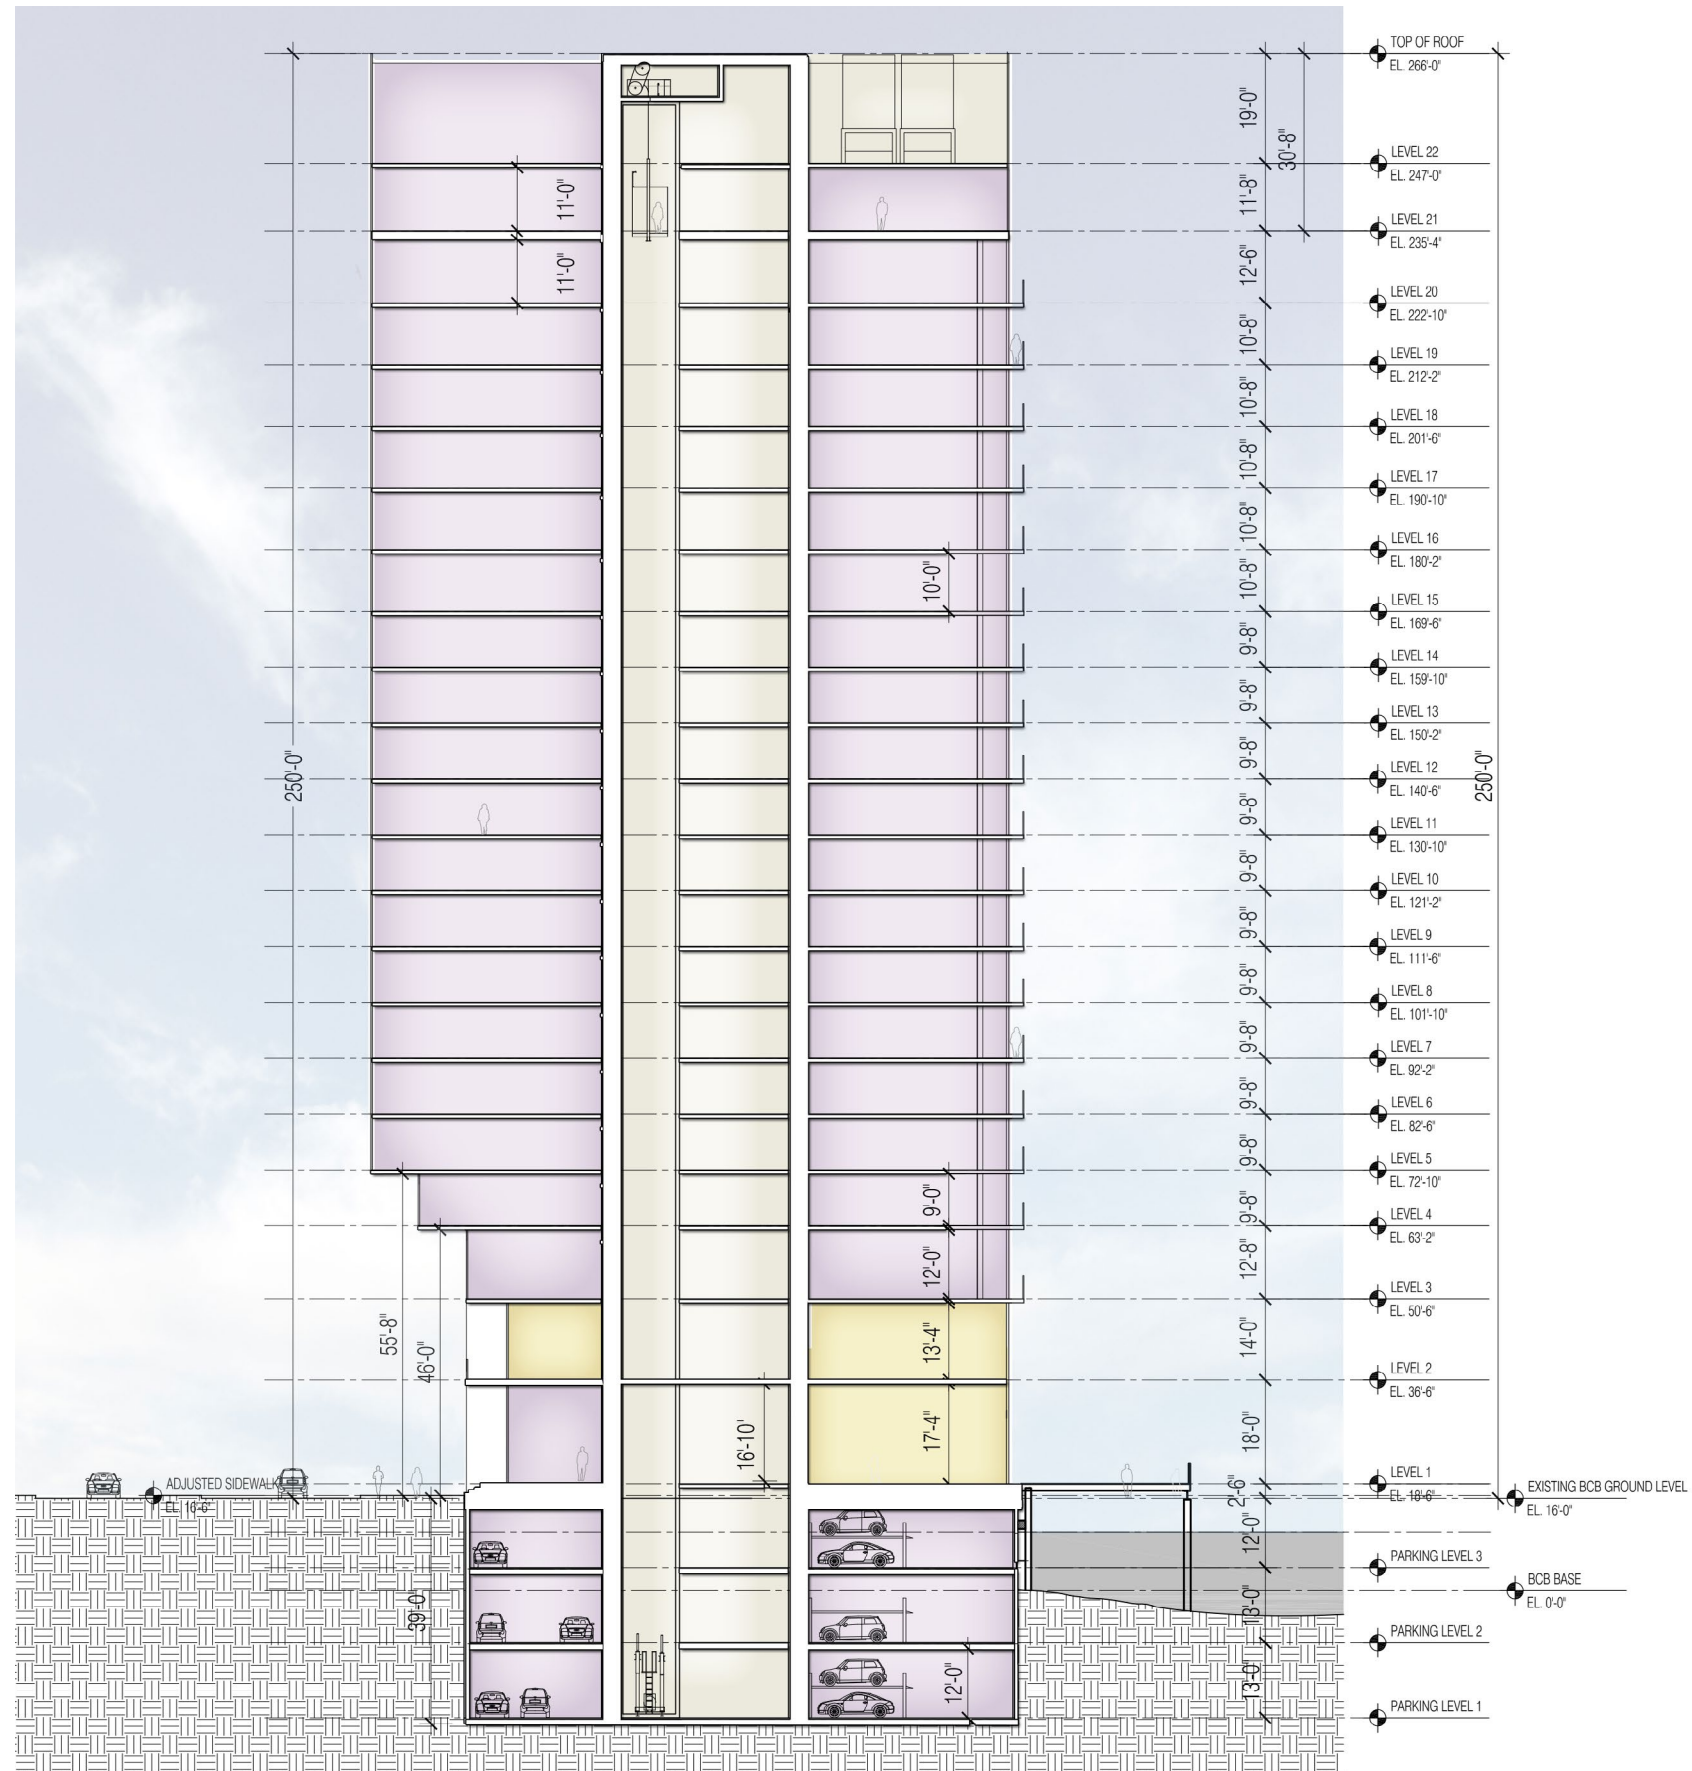 TOP OF ROOF
EL. 266'-0"
19'-0"
30'-8"
LEVEL 22
EL. 247'-0"
11'-0"
11'-8"
LEVEL 21
EL. 235'-4"
11'-0"
12'-6"
LEVEL 20
EL. 222'-10"
10'-8"
LEVEL 19
EL. 212'-2"
10'-8"
LEVEL 18
EL. 201'-6"
10'-8"
LEVEL 17
EL. 190'-10"
10'-8"
LEVEL 16
EL. 180'-2"
10'-0"
10'-8"
LEVEL 15
EL. 169'-6"
9'-8"
LEVEL 14
EL. 159'-10"
9'-8"
LEVEL 13
EL. 150'-2"
250'-0"
9'-8"
250'-0"
LEVEL 12
EL. 140'-6"
9'-8"
LEVEL 11
EL. 130'-10"
9'-8"
LEVEL 10
EL. 121'-2"
9'-8"
LEVEL 9
EL. 111'-6"
9'-8"
LEVEL 8
EL. 101'-10"
9'-8"
LEVEL 7
EL. 92'-2"
9'-8"
LEVEL 6
EL. 82'-6"
9'-8"
LEVEL 5
EL. 72'-10"
9'-0"
9'-8"
LEVEL 4
EL. 63'-2"
12'-0"
12'-8"
LEVEL 3
EL. 50'-6"
55'-8"
46'-0"
13'-4"
14'-0"
LEVEL 2
EL. 36'-6"
16'-10'
17'-4"
18'-0"
LEVEL 1
EL. 18'-6"
ADJUSTED SIDEWALK
EL. 16'-6"
2'-6"
EXISTING BCB GROUND LEVEL
EL. 16'-0"
12'-0"
PARKING LEVEL 3
BCB BASE
EL. 0'-0"
39'-0"
13'-0"
PARKING LEVEL 2
12'-0"
13'-0"
PARKING LEVEL 1